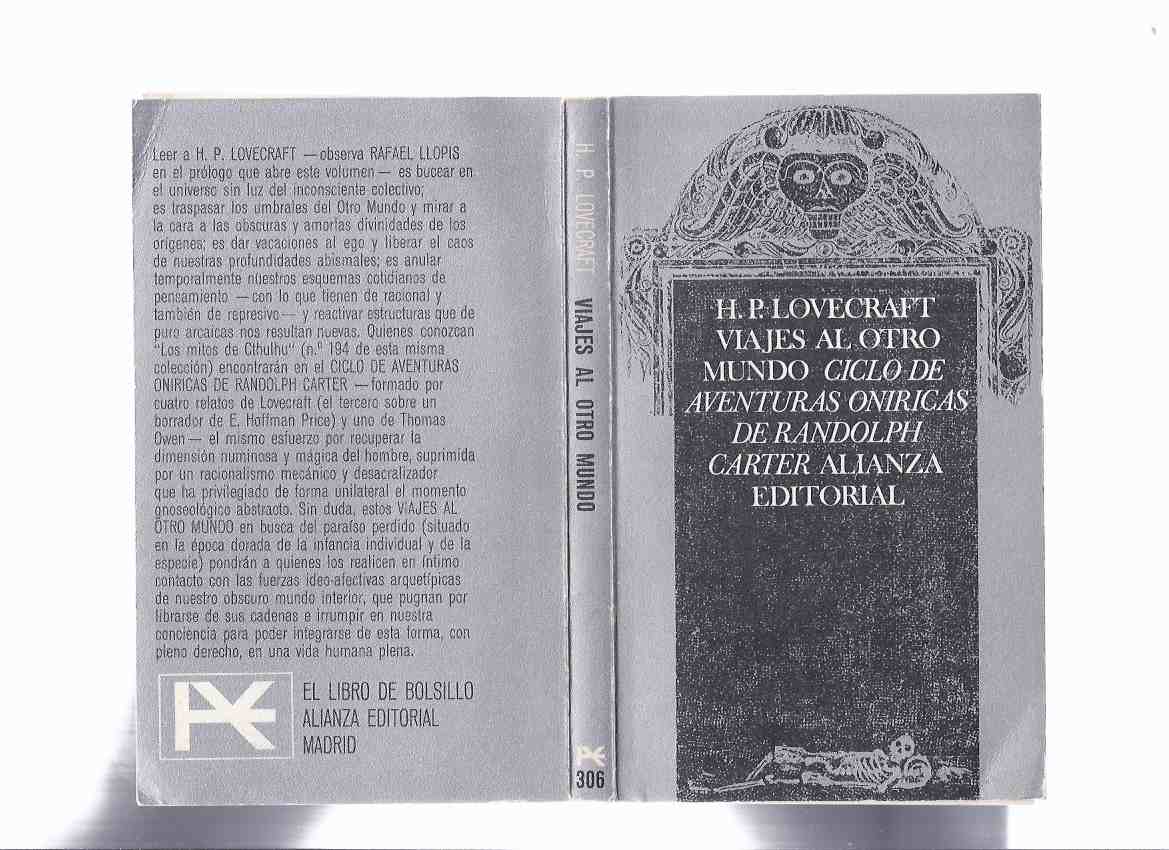 Leer a H. P. LOVECRAFT — observa RAFAEL LLOPIS
en el prólogo que abre este volumen — es bucear en
el universo sin luz del inconsciente colectivo;
es traspasar los umbrales del Otro Mundo y mirar a
la cara a las obscuras y amorfas divinidades de los
orígenes; es dar vacaciones al ego y liberar el caos
de nuestras profundidades abismales; es anular
temporalmente nuestros esquemas cotidianos de
pensamiento — con lo que tienen de racional y
también de represivo — y reactivar estructuras que de
puro arcaicas nos resultan nuevas. Quienes conozcan
"Los mitos de Cthulhu" (n.º 194 de esta misma
colección) encontrarán en el CICLO DE AVENTURAS
ONIRICAS DE RANDOLPH CARTER — formado por
cuatro relatos de Lovecraft (el tercero sobre un
borrador de E. Hoffman Price) y uno de Thomas
Owen — el mismo esfuerzo por recuperar la
dimensión numinosa y mágica del hombre, suprimida
por un racionalismo mecánico y desacralizador
que ha privilegiado de forma unilateral el momento
gnoseológico abstracto. Sin duda, estos VIAJES AL
OTRO MUNDO en busca del paraíso perdido (situado
en la época dorada de la infancia individual y de la
especie) pondrán a quienes los realicen en íntimo
contacto con las fuerzas ideo-afectivas arquetípicas
de nuestro obscuro mundo interior, que pugnan por
librarse de sus cadenas e irrumpir en nuestra
conciencia para poder integrarse de esta forma, con
pleno derecho, en una vida humana plena.
EL LIBRO DE BOLSILLO
ALIANZA EDITORIAL
MADRID
H. P. LOVECRAFT VIAJES AL OTRO MUNDO
306
H. P. LOVECRAFT
VIAJES AL OTRO
MUNDO CICLO DE
AVENTURAS ONIRICAS
DE RANDOLPH
CARTER ALIANZA
EDITORIAL